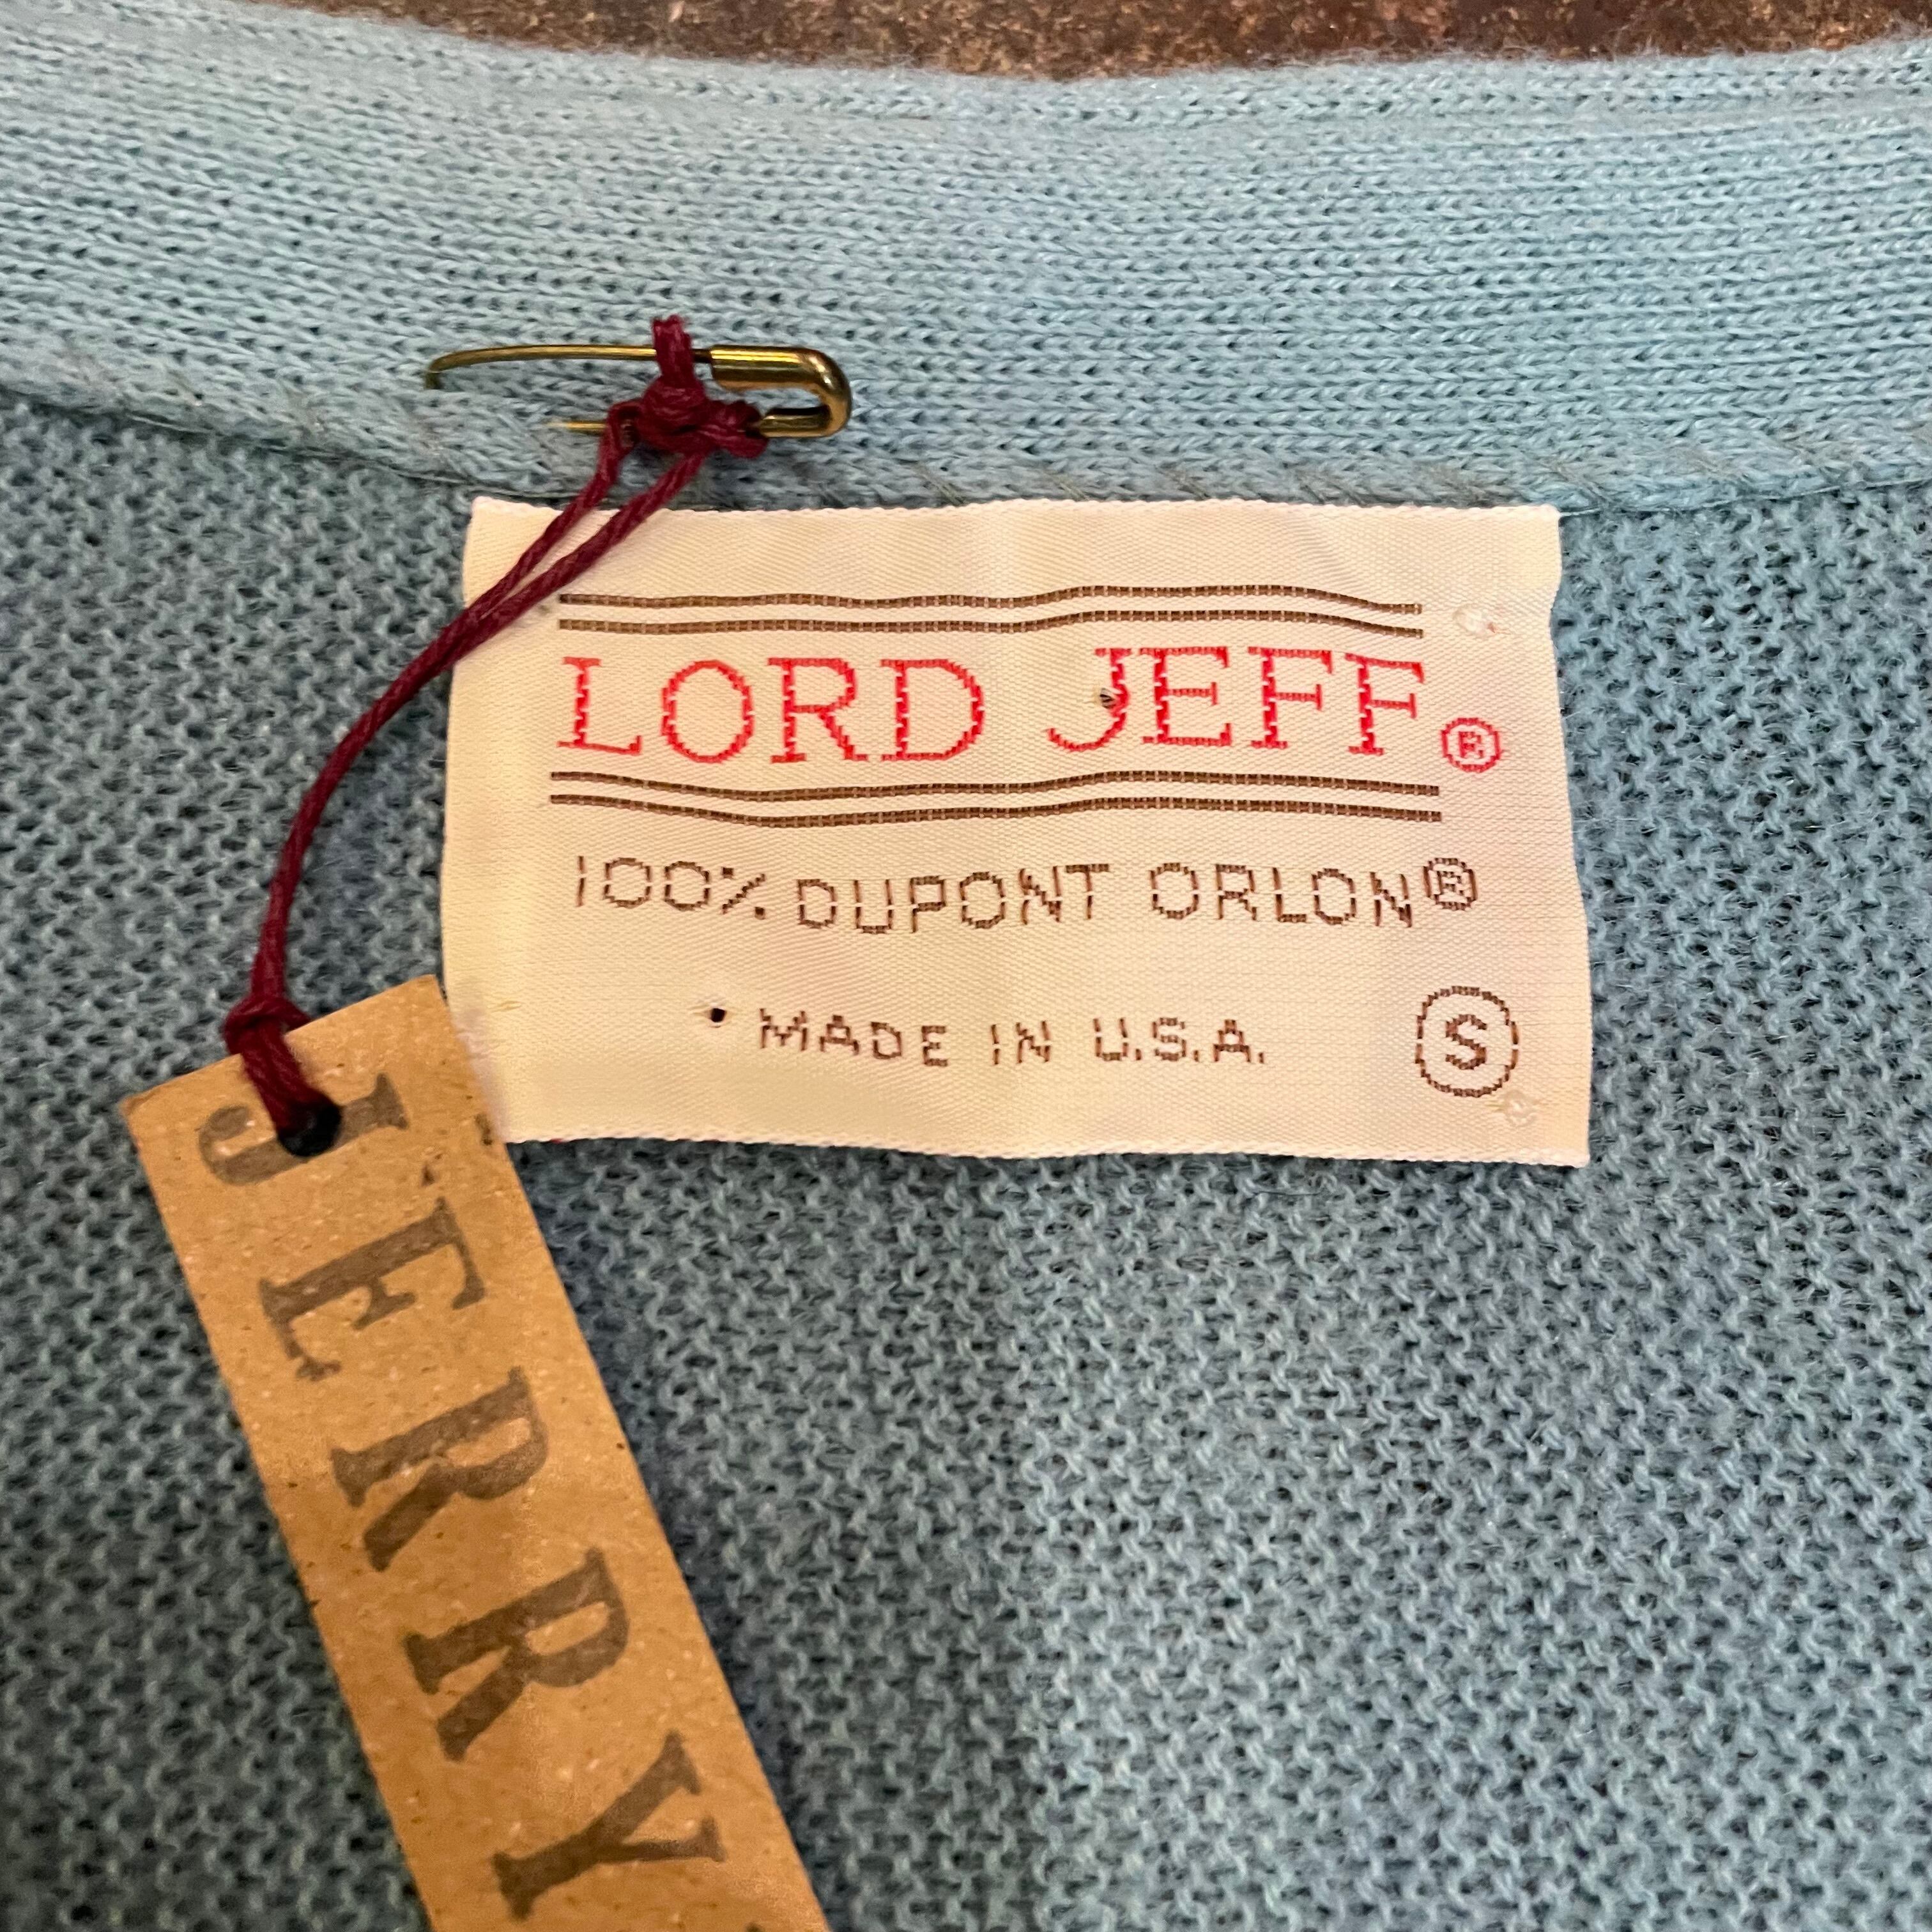 LORD JEFF®
100% DUPONT ORLON®
MADE IN U.S.A.
S
JERRY